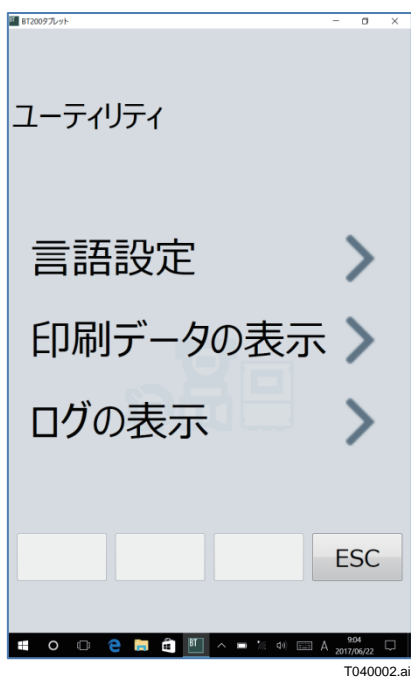 BT200タブレット
ユーティリティ
言語設定
印刷データの表示
ログの表示
ESC
BT
A
9:04
2017/06/22
T040002.ai